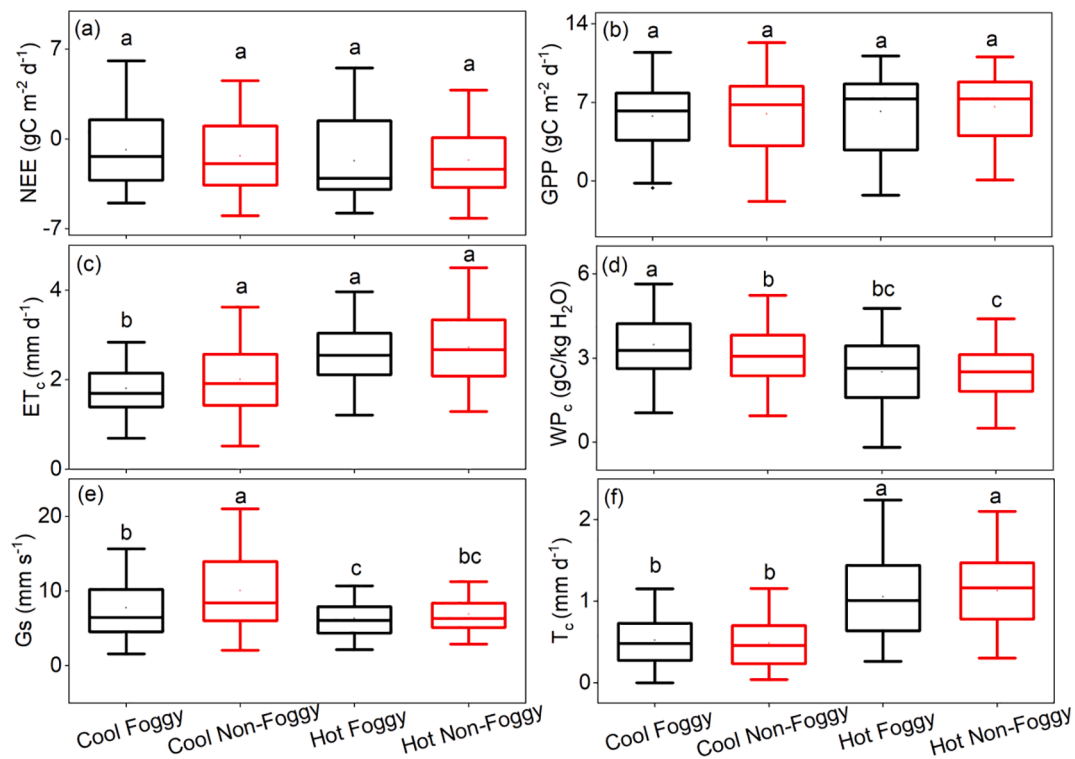 (a)
a a a a
7
0
-7
NEE (gC m⁻² d⁻¹)
(b)
a a a a
14
7
0
GPP (gC m⁻² d⁻¹)
(c)
b a a a
4
2
0
ET_c (mm d⁻¹)
(d)
a b bc c
6
3
0
WP_c (gC/kg H₂O)
(e)
b a c bc
20
10
0
Gs (mm s⁻¹)
(f)
b b a a
2
1
0
T_c (mm d⁻¹)
Cool Foggy
Cool Non-Foggy
Hot Foggy
Hot Non-Foggy
Cool Foggy
Cool Non-Foggy
Hot Foggy
Hot Non-Foggy